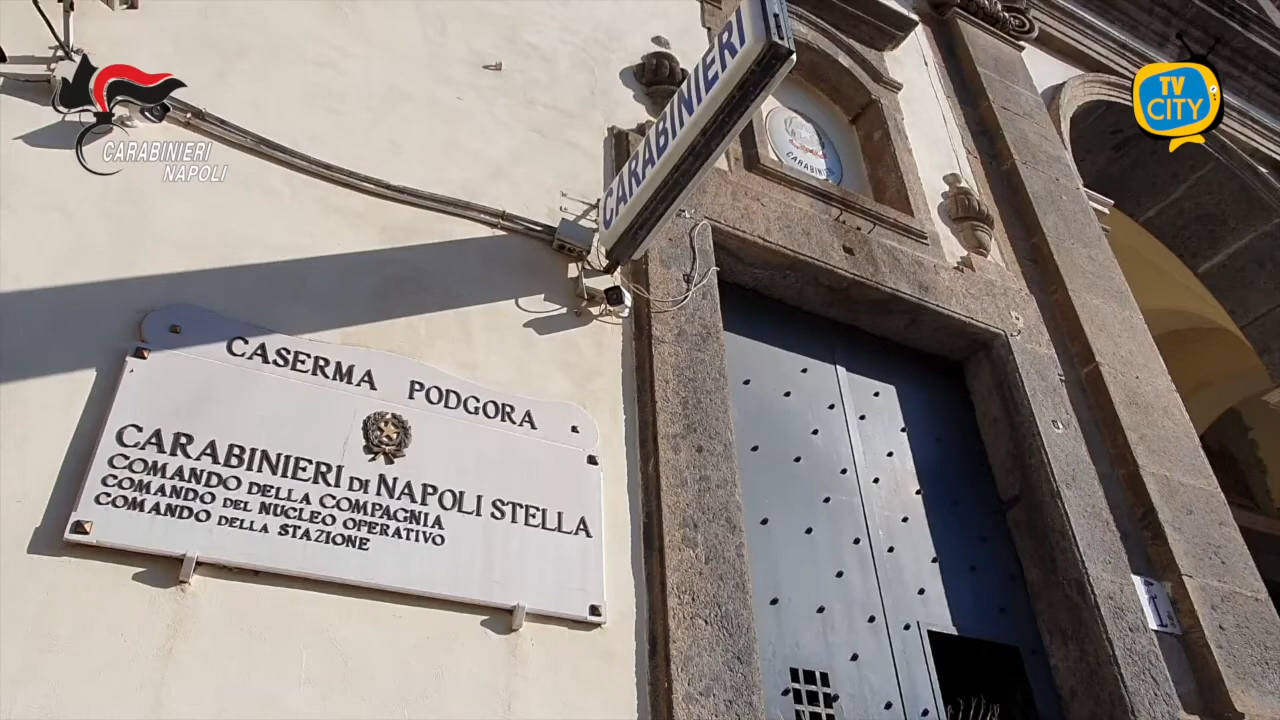 CARABINIERI
NAPOLI
TV
CITY
CARABINIERI
CARABINIERI
CASERMA PODGORA
CARABINIERI DI NAPOLI STELLA
COMANDO DELLA COMPAGNIA
COMANDO DEL NUCLEO OPERATIVO
COMANDO DELLA STAZIONE